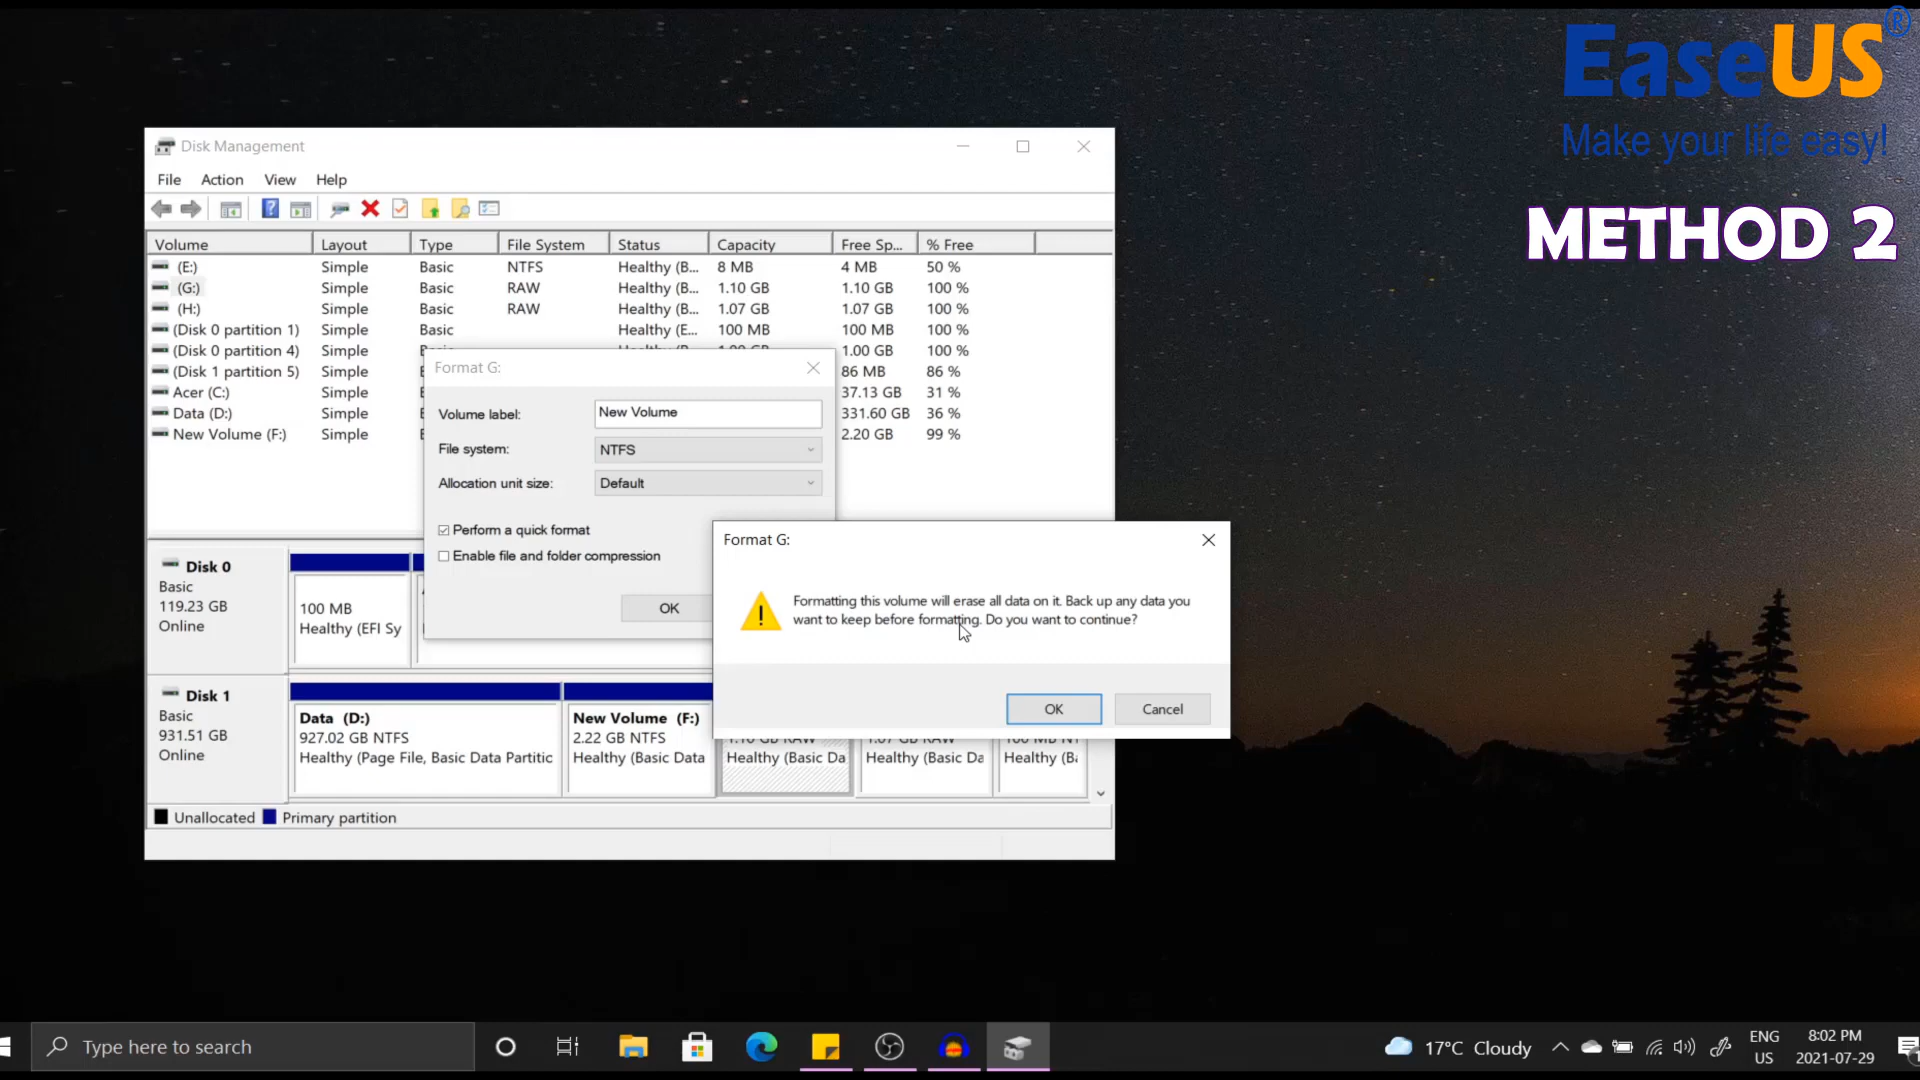 EaseUS®
Make your life easy!
METHOD 2
Disk Management
File Action View Help
Volume Layout Type File System Status Capacity Free Sp... % Free
(E:) Simple Basic NTFS Healthy (B... 8 MB 4 MB 50 %
(G:) Simple Basic RAW Healthy (B... 1.10 GB 1.10 GB 100 %
(H:) Simple Basic RAW Healthy (B... 1.07 GB 1.07 GB 100 %
(Disk 0 partition 1) Simple Basic Healthy (E... 100 MB 100 MB 100 %
(Disk 0 partition 4) Simple 1.00 GB 100 %
(Disk 1 partition 5) Simple 86 MB 86 %
Acer (C:) Simple 37.13 GB 31 %
Data (D:) Simple 331.60 GB 36 %
New Volume (F:) Simple 2.20 GB 99 %
Format G:
Volume label: New Volume
File system: NTFS
Allocation unit size: Default
Perform a quick format
Enable file and folder compression
OK
Format G:
Formatting this volume will erase all data on it. Back up any data you
want to keep before formatting. Do you want to continue?
OK Cancel
Disk 0
Basic
119.23 GB
Online
100 MB
Healthy (EFI Sy
Disk 1
Basic
931.51 GB
Online
Data (D:)
927.02 GB NTFS
Healthy (Page File, Basic Data Partitic
New Volume (F:)
2.22 GB NTFS
Healthy (Basic Data
Healthy (Basic Da
Healthy (Basic Da
Healthy (Ba
Unallocated Primary partition
Type here to search
17°C Cloudy
ENG
US
8:02 PM
2021-07-29